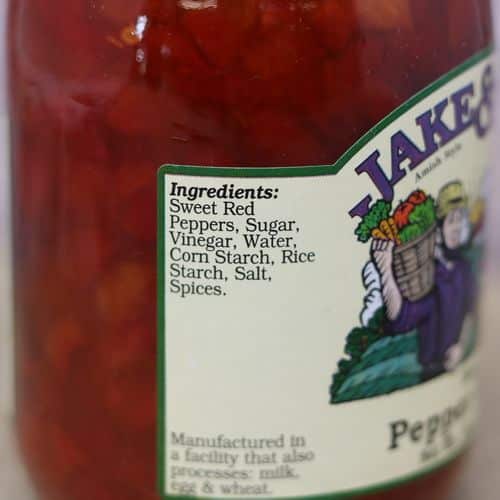 JAKE &
Amish Style
Ingredients:
Sweet Red
Peppers, Sugar,
Vinegar, Water,
Corn Starch, Rice
Starch, Salt,
Spices.
Manufactured in
a facility that also
processes: milk,
egg & wheat.